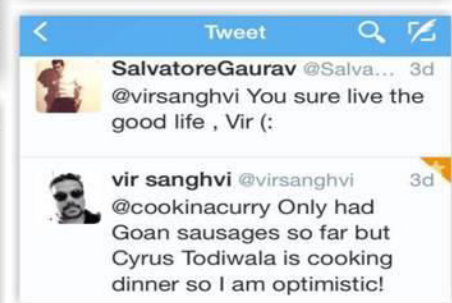 Tweet
SalvatoreGaurav @Salva... 3d
@virsanghvi You sure live the
good life , Vir (:
vir sanghvi @virsanghvi 3d
@cookinacurry Only had
Goan sausages so far but
Cyrus Todiwala is cooking
dinner so I am optimistic!